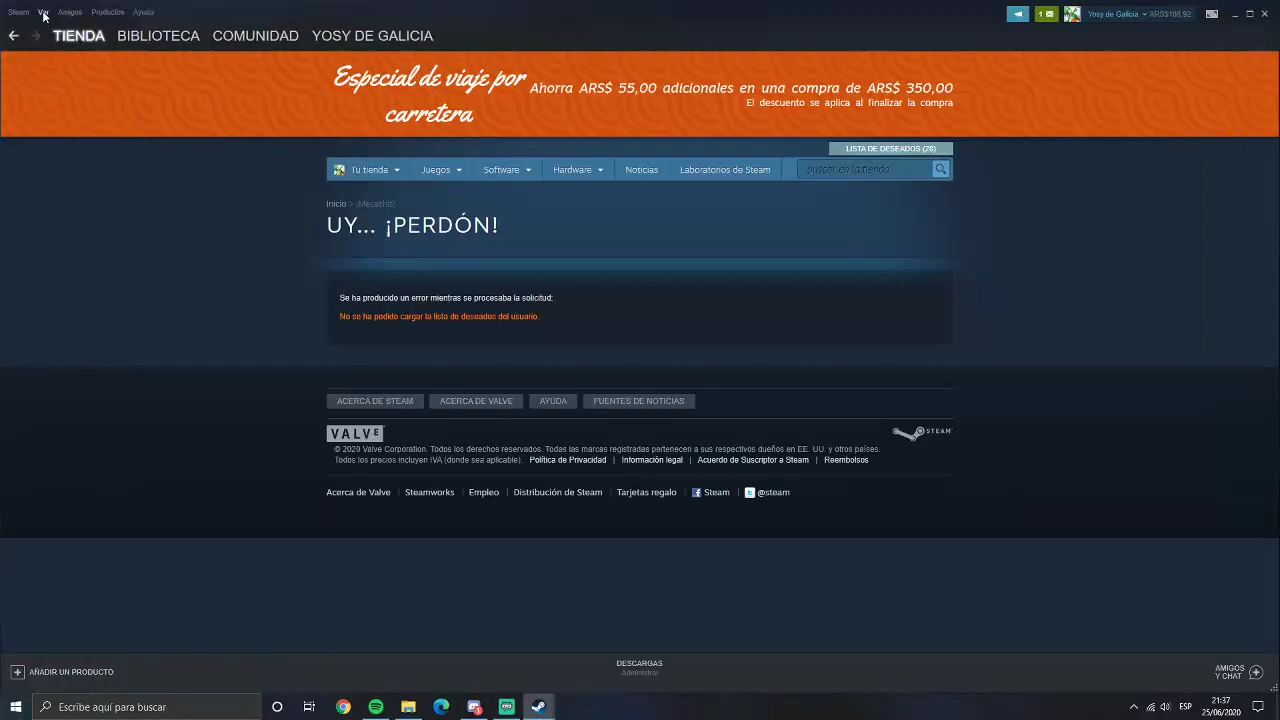 Steam Ver Amigos Productos Ayuda
1 Yosy de Galicia ARS$188,92
TIENDA BIBLIOTECA COMUNIDAD YOSY DE GALICIA
Especial de viaje por
carretera
Ahorra ARS$ 55,00 adicionales en una compra de ARS$ 350,00
El descuento se aplica al finalizar la compra
LISTA DE DESEADOS (28)
Tu tienda Juegos Software Hardware Noticias Laboratorios de Steam buscar en la tienda
Inicio > ¡Mecachis!
UY... ¡PERDÓN!
Se ha producido un error mientras se procesaba la solicitud:
No se ha podido cargar la lista de deseados del usuario.
ACERCA DE STEAM ACERCA DE VALVE AYUDA FUENTES DE NOTICIAS
VALVE STEAM
© 2020 Valve Corporation. Todos los derechos reservados. Todas las marcas registradas pertenecen a sus respectivos dueños en EE. UU. y otros países.
Todos los precios incluyen IVA (donde sea aplicable). Política de Privacidad | Información legal | Acuerdo de Suscriptor a Steam | Reembolsos
Acerca de Valve | Steamworks | Empleo | Distribución de Steam | Tarjetas regalo | Steam | @steam
AÑADIR UN PRODUCTO
DESCARGAS
Administrar
AMIGOS
Y CHAT
Escribe aquí para buscar
ESP
21:37
25/06/2020